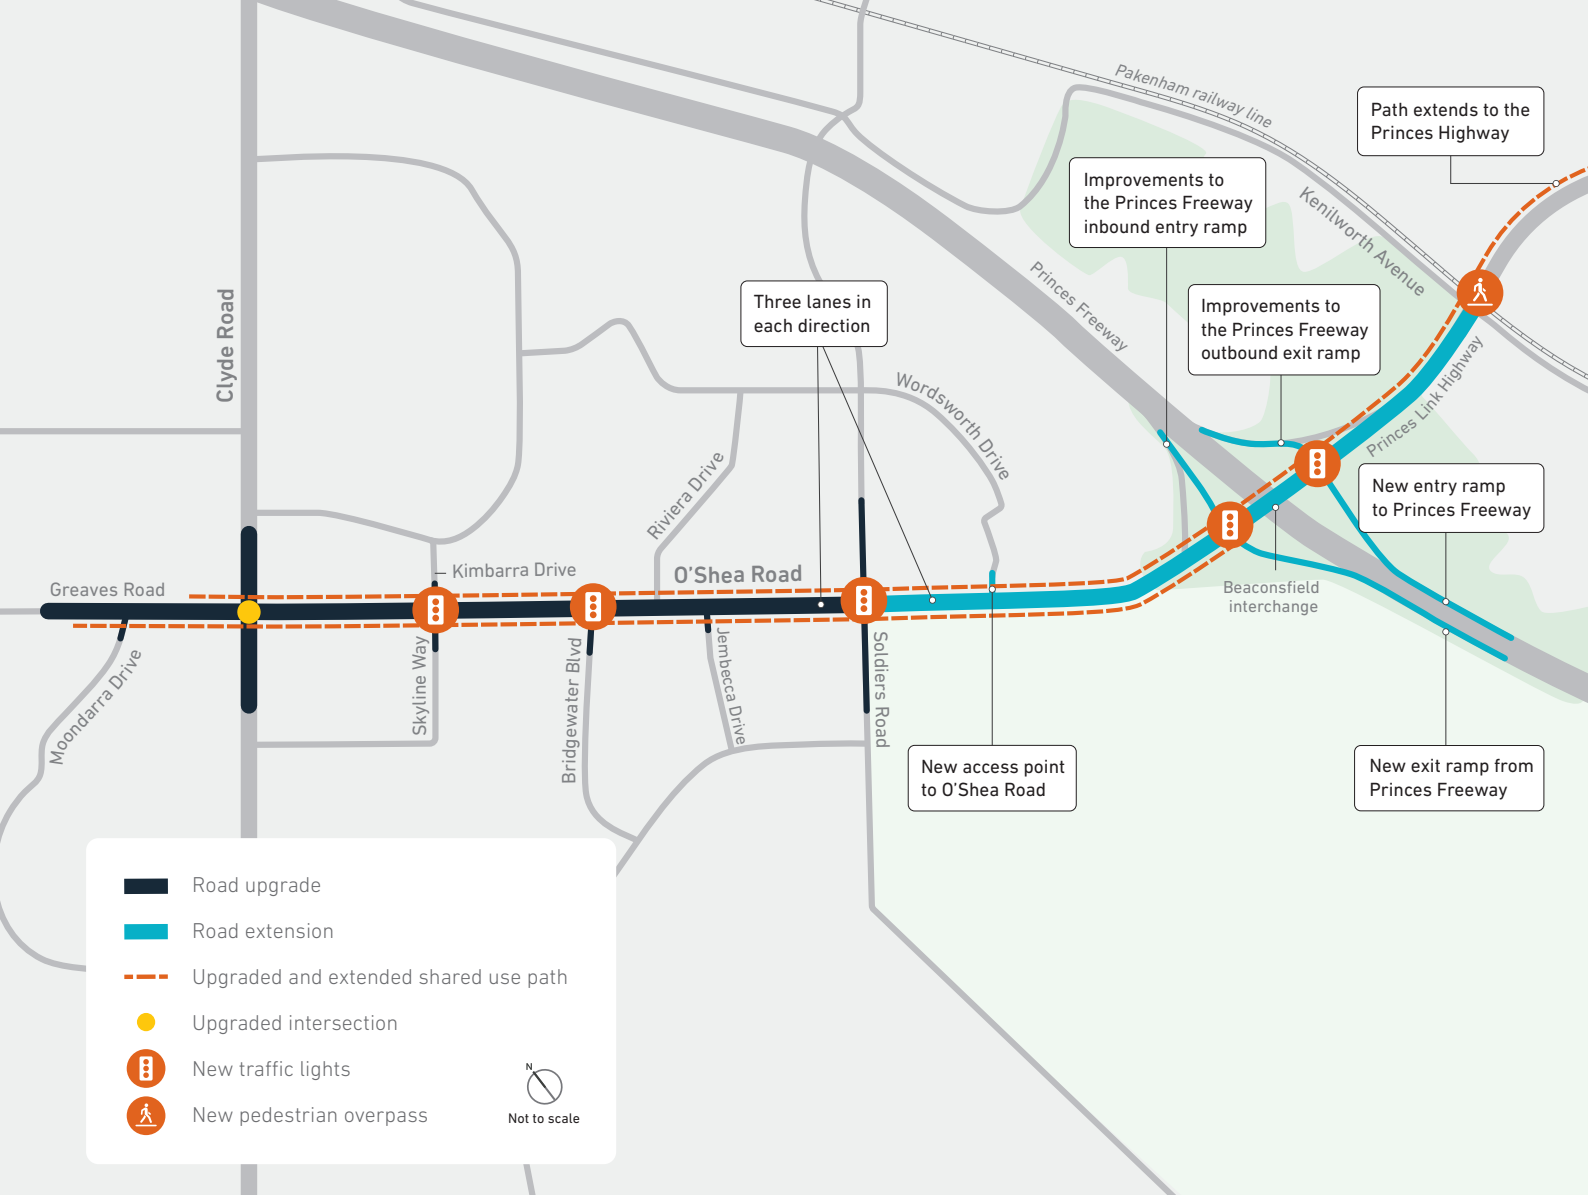 Pakenham railway line
Path extends to the
Princes Highway
Improvements to
the Princes Freeway
inbound entry ramp
Kenilworth Avenue
Princes Freeway
Improvements to
the Princes Freeway
outbound exit ramp
Clyde Road
Three lanes in
each direction
Wordsworth Drive
Princes Link Highway
Riviera Drive
New entry ramp
to Princes Freeway
Greaves Road
Kimbarra Drive
O'Shea Road
Beaconsfield
interchange
Moondarra Drive
Skyline Way
Bridgewater Blvd
Jembecca Drive
Soldiers Road
New access point
to O'Shea Road
New exit ramp from
Princes Freeway
Road upgrade
Road extension
Upgraded and extended shared use path
Upgraded intersection
New traffic lights
New pedestrian overpass
N
Not to scale